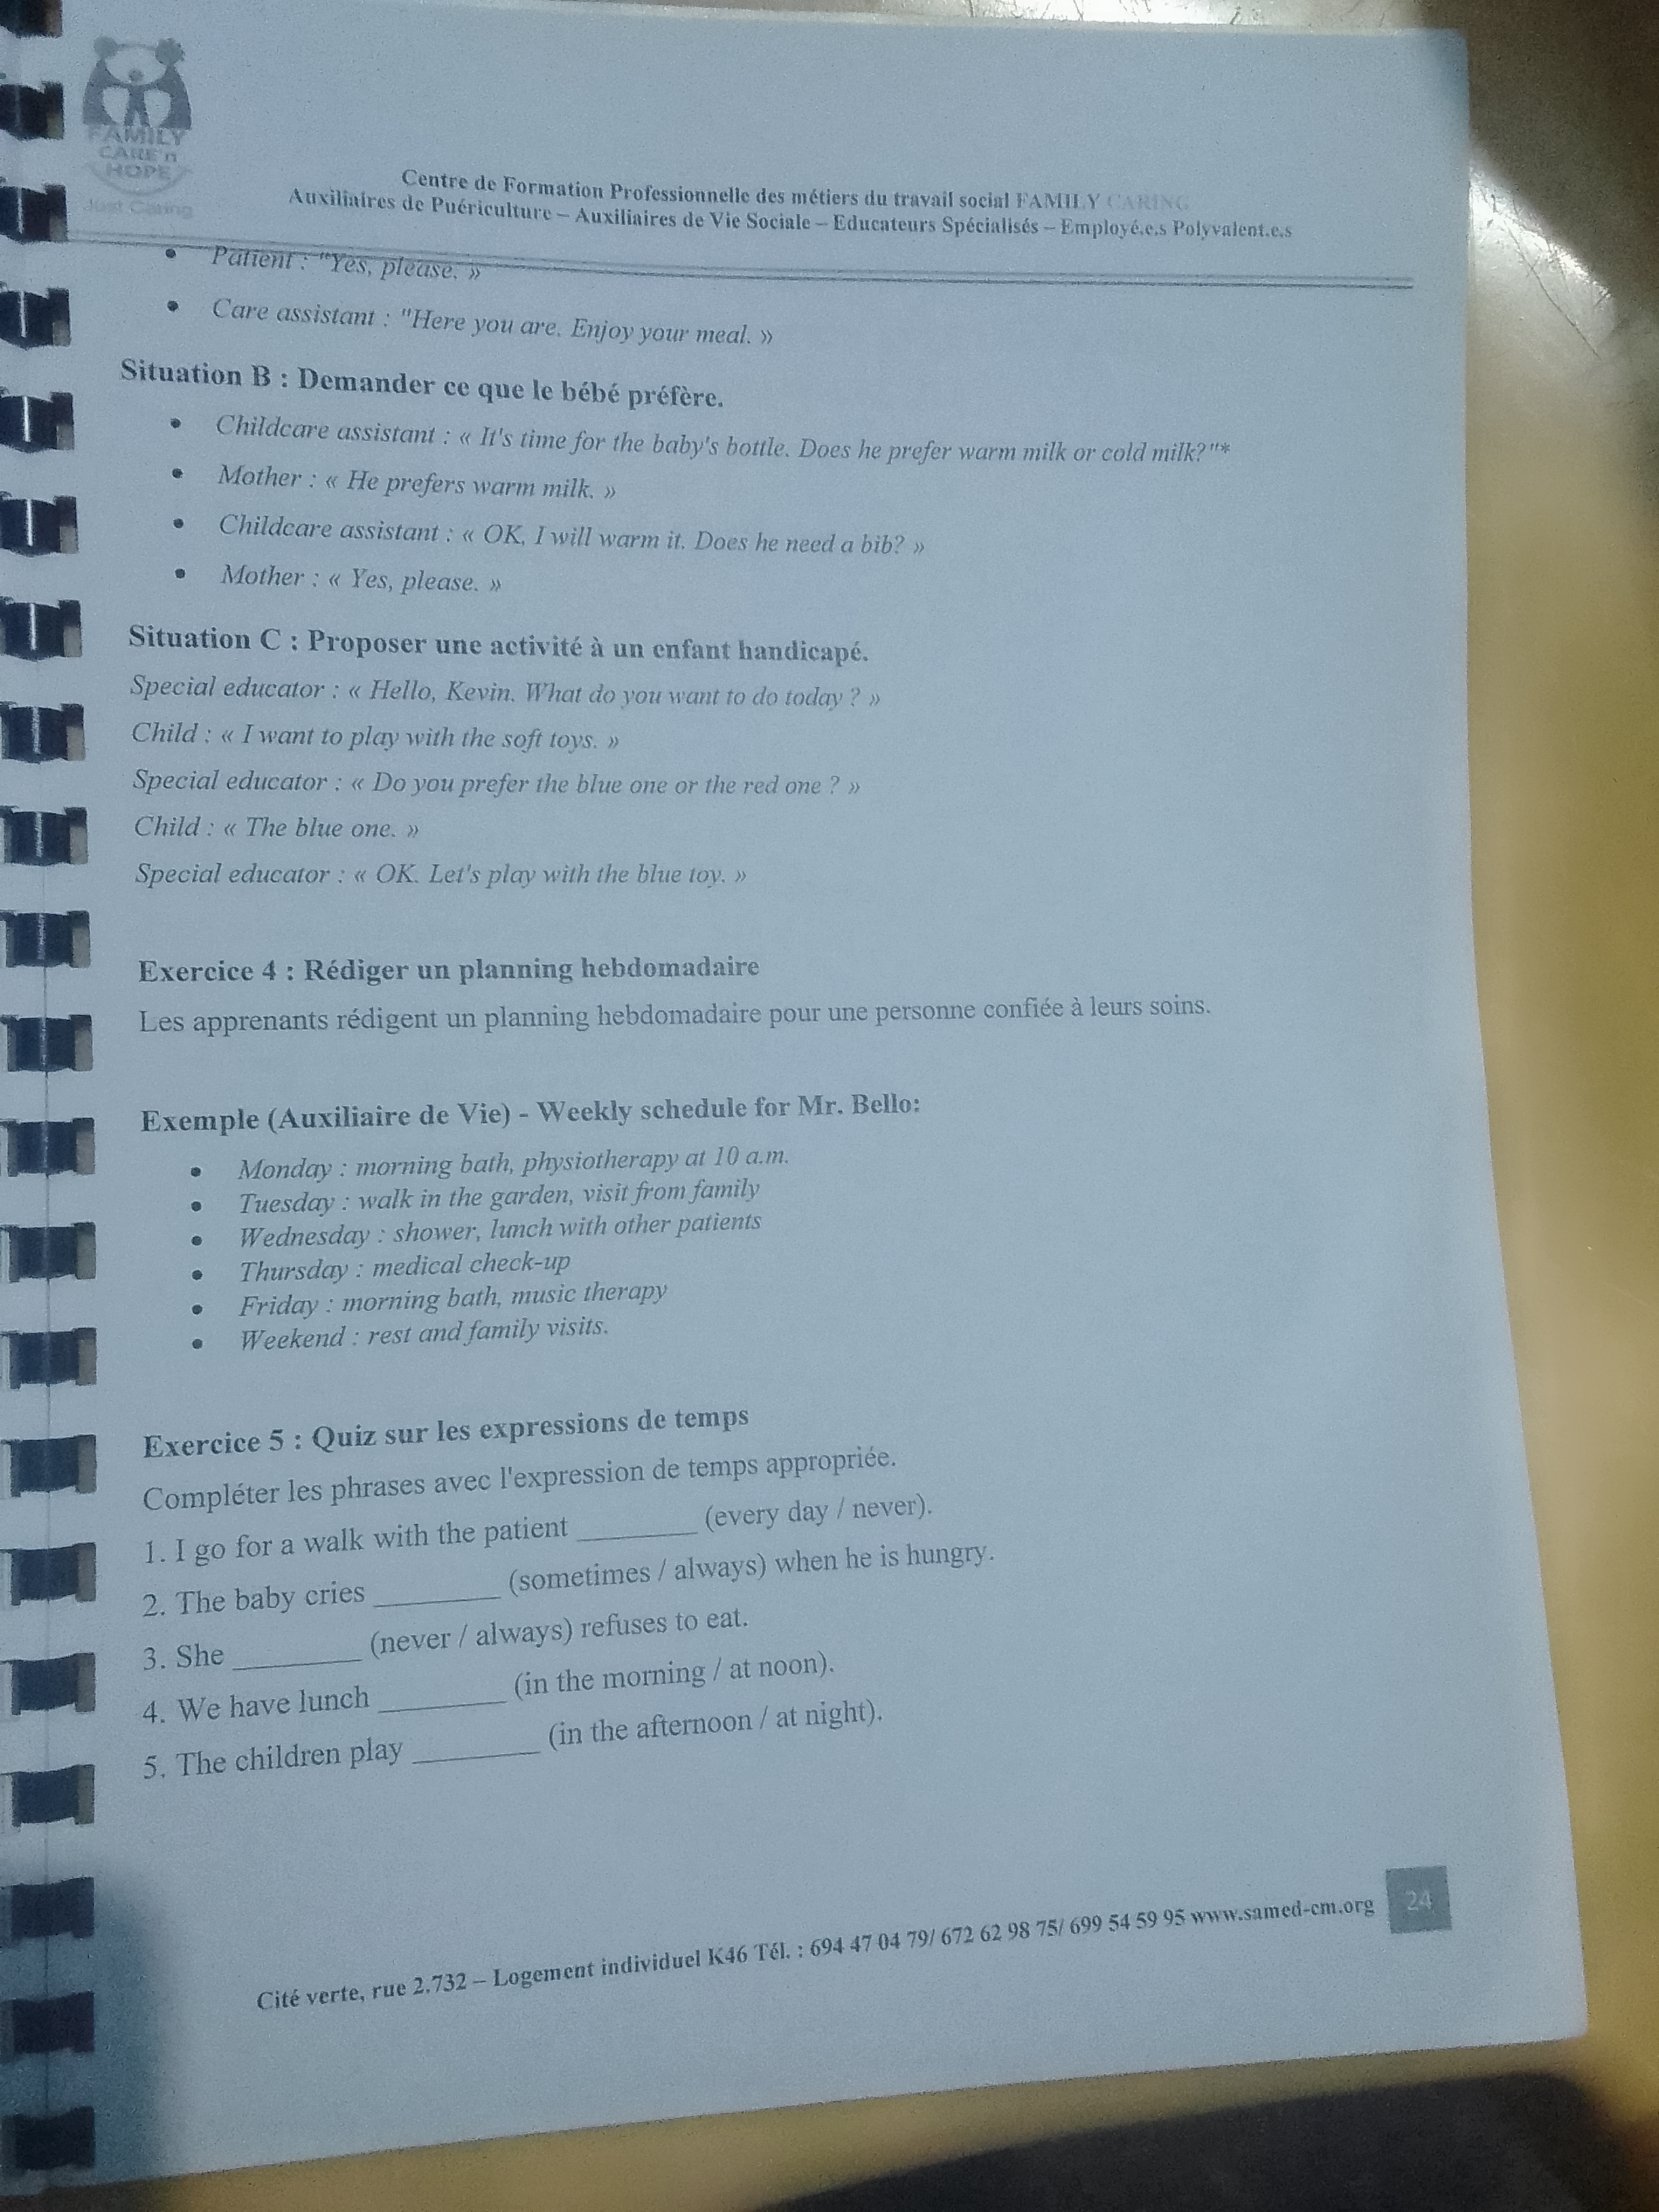 FAMILY
CARE'n
HOPE
Just Caring
Centre de Formation Professionnelle des métiers du travail social FAMILY CARING
Auxiliaires de Puériculture – Auxiliaires de Vie Sociale – Educateurs Spécialisés – Employé.e.s Polyvalent.e.s
• Patient : "Yes, please. »
• Care assistant : "Here you are. Enjoy your meal. »
Situation B : Demander ce que le bébé préfère.
• Childcare assistant : « It's time for the baby's bottle. Does he prefer warm milk or cold milk?"*
• Mother : « He prefers warm milk. »
• Childcare assistant : « OK, I will warm it. Does he need a bib? »
• Mother : « Yes, please. »
Situation C : Proposer une activité à un enfant handicapé.
Special educator : « Hello, Kevin. What do you want to do today ? »
Child : « I want to play with the soft toys. »
Special educator : « Do you prefer the blue one or the red one ? »
Child : « The blue one. »
Special educator : « OK. Let's play with the blue toy. »
Exercice 4 : Rédiger un planning hebdomadaire
Les apprenants rédigent un planning hebdomadaire pour une personne confiée à leurs soins.
Exemple (Auxiliaire de Vie) - Weekly schedule for Mr. Bello:
• Monday : morning bath, physiotherapy at 10 a.m.
• Tuesday : walk in the garden, visit from family
• Wednesday : shower, lunch with other patients
• Thursday : medical check-up
• Friday : morning bath, music therapy
• Weekend : rest and family visits.
Exercice 5 : Quiz sur les expressions de temps
Compléter les phrases avec l'expression de temps appropriée.
1. I go for a walk with the patient ________ (every day / never).
2. The baby cries ________ (sometimes / always) when he is hungry.
3. She ________ (never / always) refuses to eat.
4. We have lunch ________ (in the morning / at noon).
5. The children play ________ (in the afternoon / at night).
Cité verte, rue 2.732 – Logement individuel K46 Tél. : 694 47 04 79/ 672 62 98 75/ 699 54 59 95 www.samed-cm.org
24